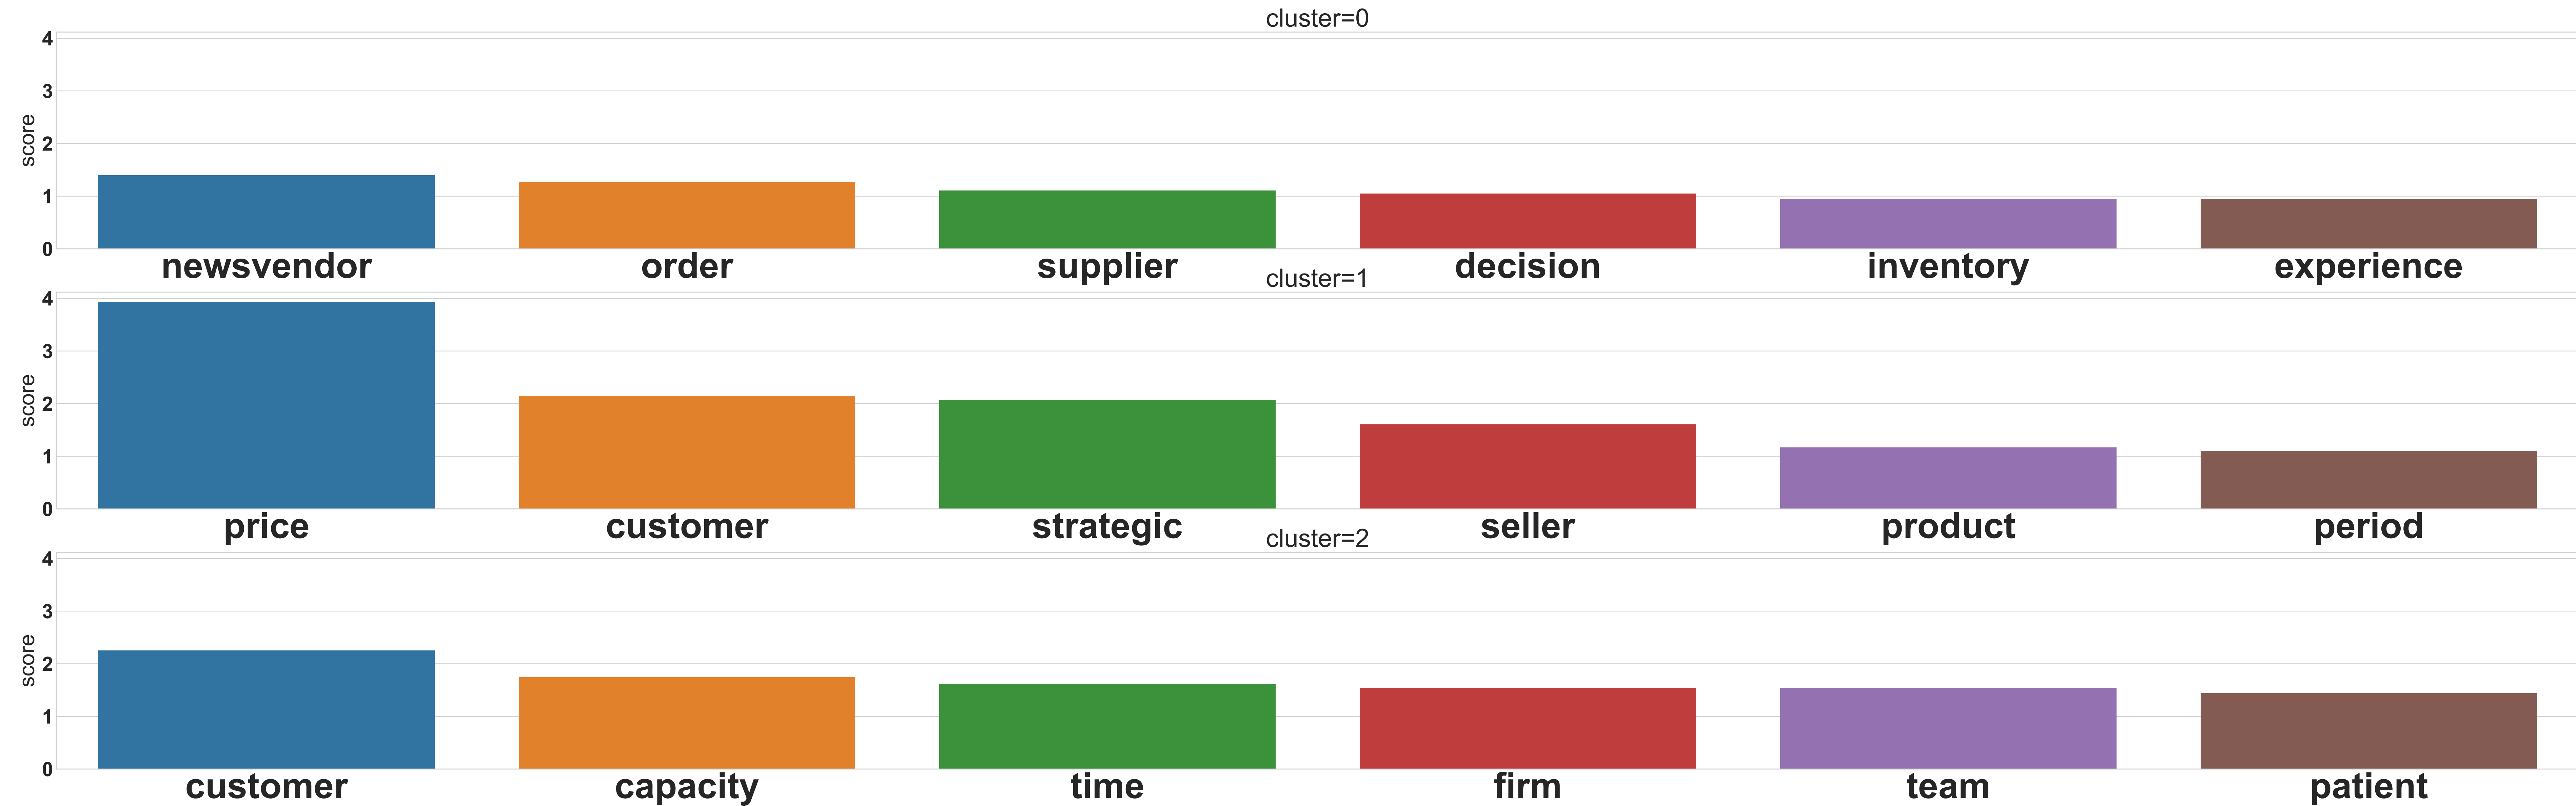 cluster=0
4
3
2
1
0
score
newsvendor order supplier decision inventory experience
cluster=1
4
3
2
1
0
score
price customer strategic seller product period
cluster=2
4
3
2
1
0
score
customer capacity time firm team patient